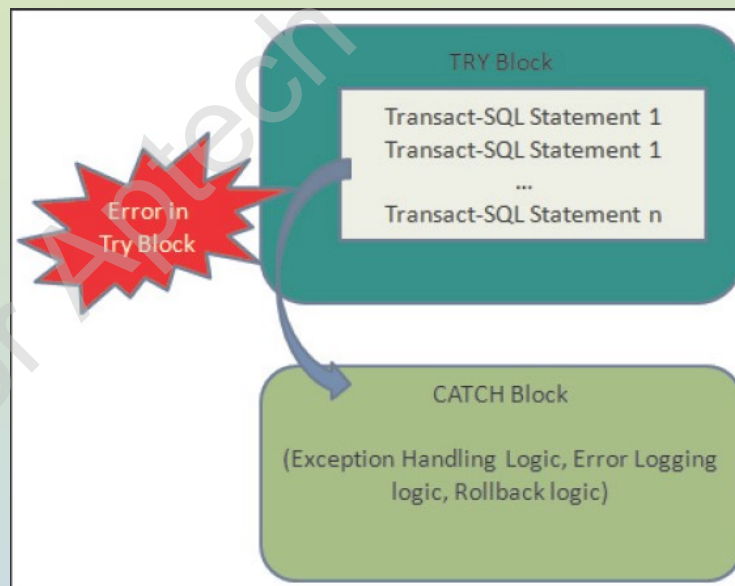 TRY Block
Transact-SQL Statement 1
Transact-SQL Statement 1
...
Transact-SQL Statement n
Error in
Try Block
CATCH Block
(Exception Handling Logic, Error Logging
logic, Rollback logic)
Aptech